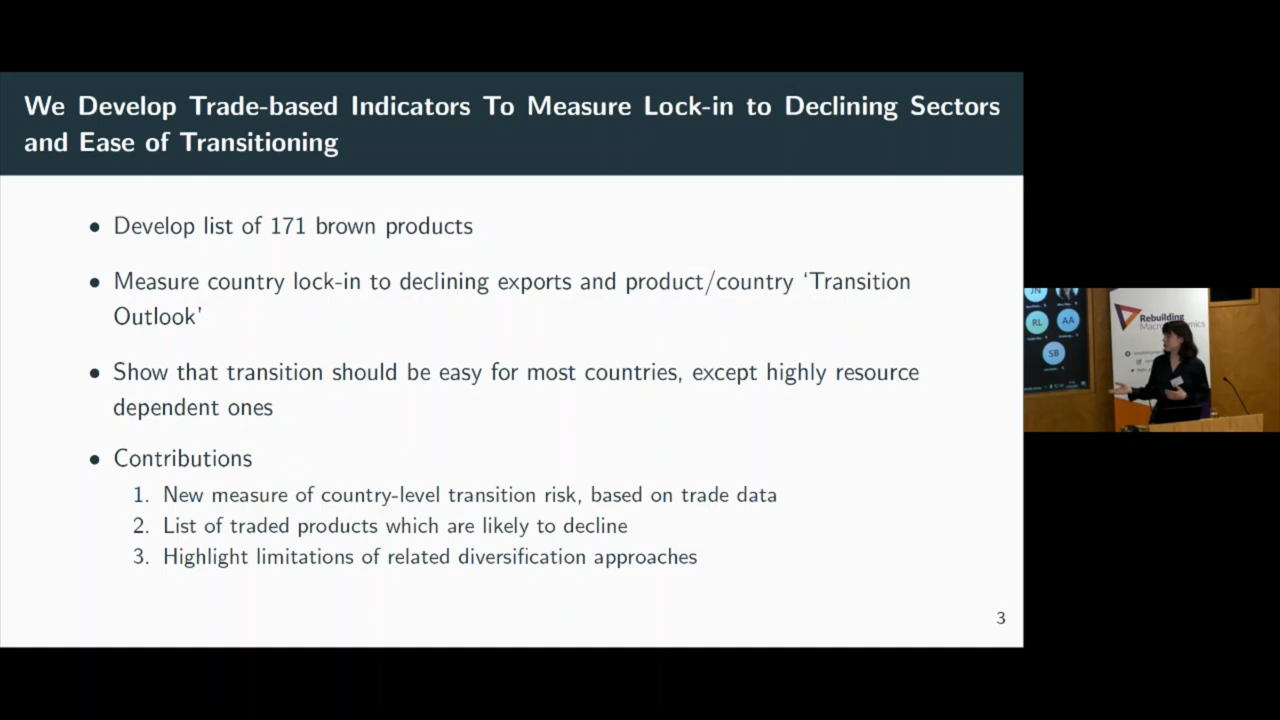 We Develop Trade-based Indicators To Measure Lock-in to Declining Sectors
and Ease of Transitioning
• Develop list of 171 brown products
• Measure country lock-in to declining exports and product/country ‘Transition
Outlook’
• Show that transition should be easy for most countries, except highly resource
dependent ones
• Contributions
1. New measure of country-level transition risk, based on trade data
2. List of traded products which are likely to decline
3. Highlight limitations of related diversification approaches
3
JN
RL
AA
SB
Rebuilding